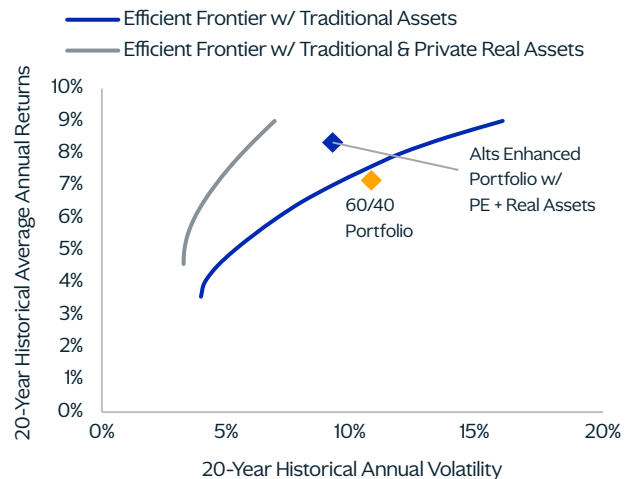 Efficient Frontier w/ Traditional Assets
Efficient Frontier w/ Traditional & Private Real Assets
20-Year Historical Average Annual Returns
10%
9%
8%
7%
6%
5%
4%
3%
2%
1%
0%
Alts Enhanced
Portfolio w/
PE + Real Assets
60/40
Portfolio
0%
5%
10%
15%
20%
20-Year Historical Annual Volatility